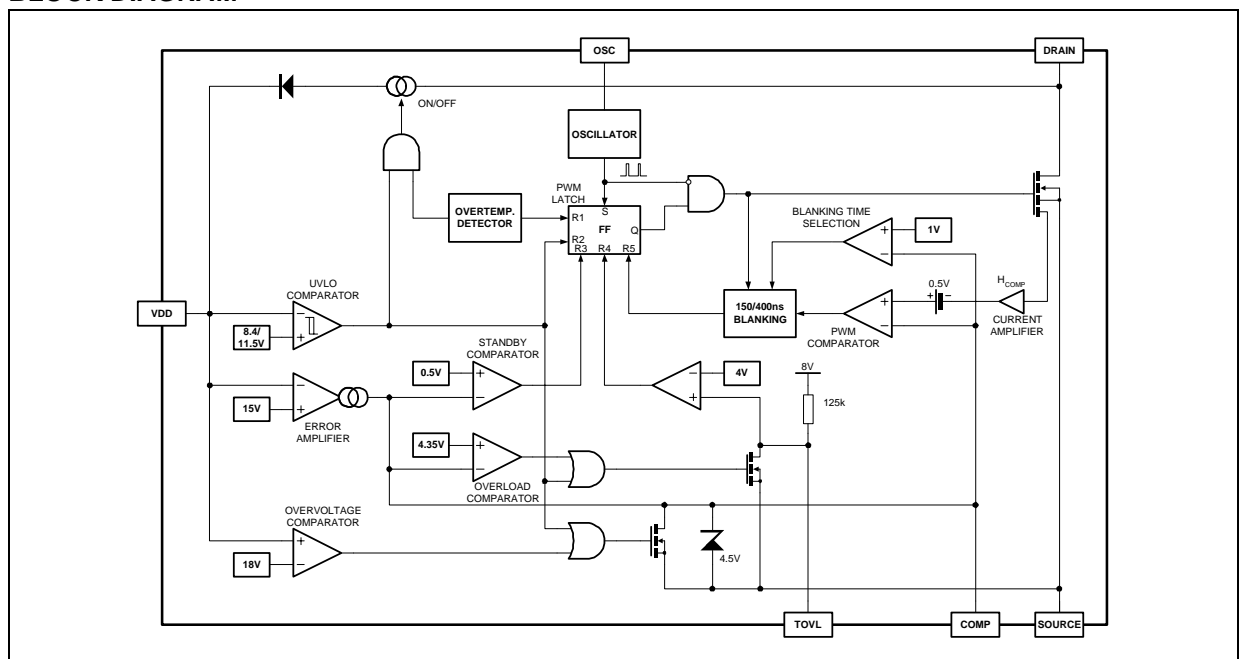 BLOCK DIAGRAM
OSC
DRAIN
ON/OFF
OSCILLATOR
PWM
LATCH
OVERTEMP.
DETECTOR
R1
S
FF
Q
R2
R3
R4
R5
BLANKING TIME
SELECTION
+
1V
−
UVLO
COMPARATOR
VDD
−
8.4/
11.5V
+
150/400ns
BLANKING
+
−
PWM
COMPARATOR
0.5V
+
−
HCOMP
CURRENT
AMPLIFIER
STANDBY
COMPARATOR
0.5V
+
−
−
15V
+
ERROR
AMPLIFIER
4V
−
+
8V
125k
4.35V
+
−
OVERLOAD
COMPARATOR
OVERVOLTAGE
COMPARATOR
+
18V
−
4.5V
TOVL
COMP
SOURCE